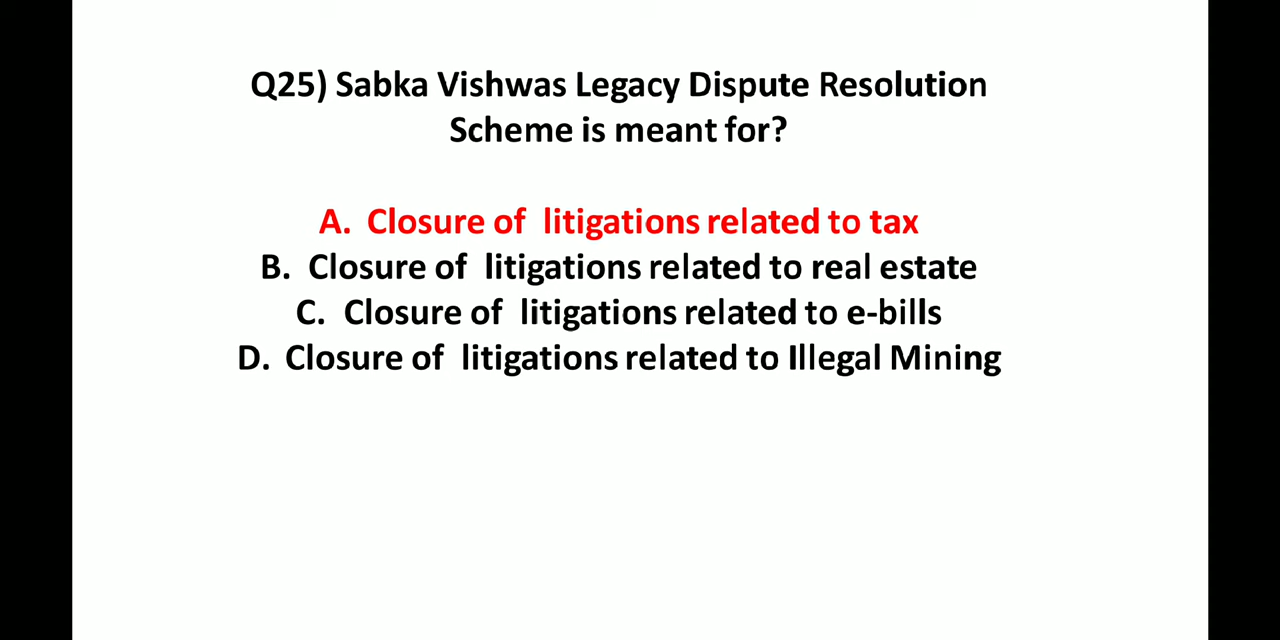 Q25) Sabka Vishwas Legacy Dispute Resolution
Scheme is meant for?
A. Closure of litigations related to tax
B. Closure of litigations related to real estate
C. Closure of litigations related to e-bills
D. Closure of litigations related to Illegal Mining